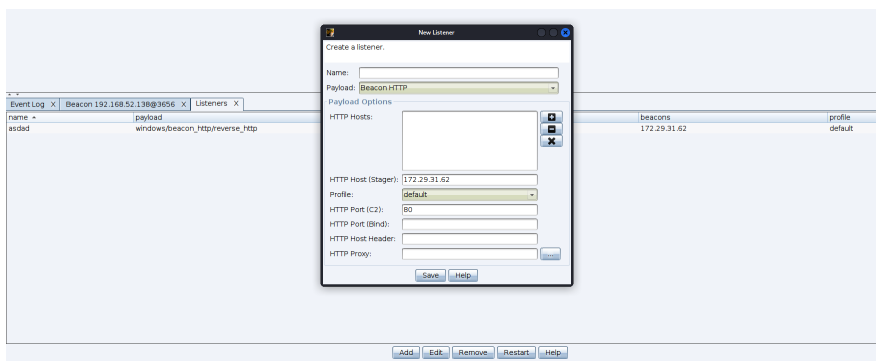 New Listener
Create a listener.
Name:
Payload: Beacon HTTP
Payload Options
HTTP Hosts:
HTTP Host (Stager): 172.29.31.62
Profile: default
HTTP Port (C2): 80
HTTP Port (Bind):
HTTP Host Header:
HTTP Proxy: ...
Save Help
Event Log X Beacon 192.168.52.138@3656 X Listeners X
name payload beacons profile
asdad windows/beacon_http/reverse_http 172.29.31.62 default
Add Edit Remove Restart Help